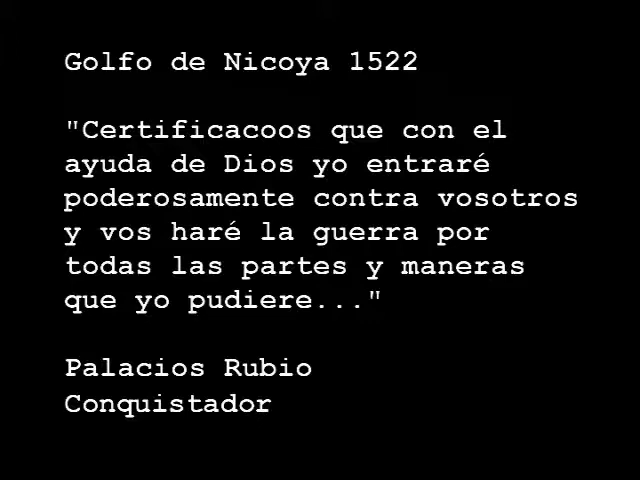 Golfo de Nicoya 1522
"Certificacoos que con el
ayuda de Dios yo entraré
poderosamente contra vosotros
y vos haré la guerra por
todas las partes y maneras
que yo pudiere..."
Palacios Rubio
Conquistador